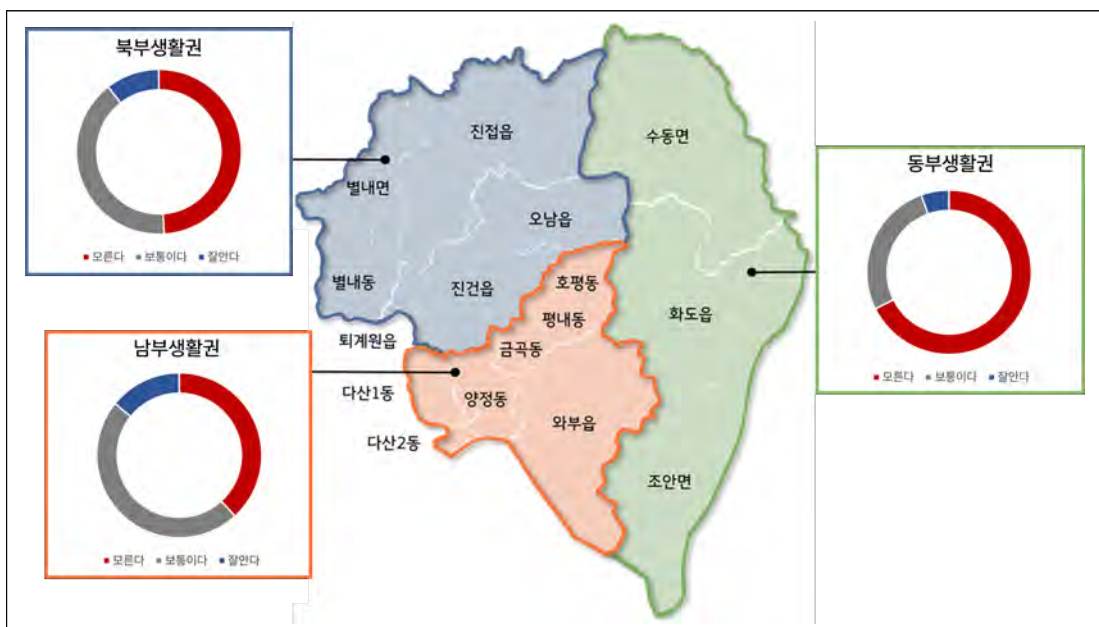 북부생활권
■ 모른다 ■ 보통이다 ■ 잘안다
남부생활권
■ 모른다 ■ 보통이다 ■ 잘안다
진접읍
수동면
별내면
오남읍
별내동
진건읍
호평동
평내동
화도읍
퇴계원읍
금곡동
다산1동
양정동
와부읍
다산2동
조안면
동부생활권
■ 모른다 ■ 보통이다 ■ 잘안다